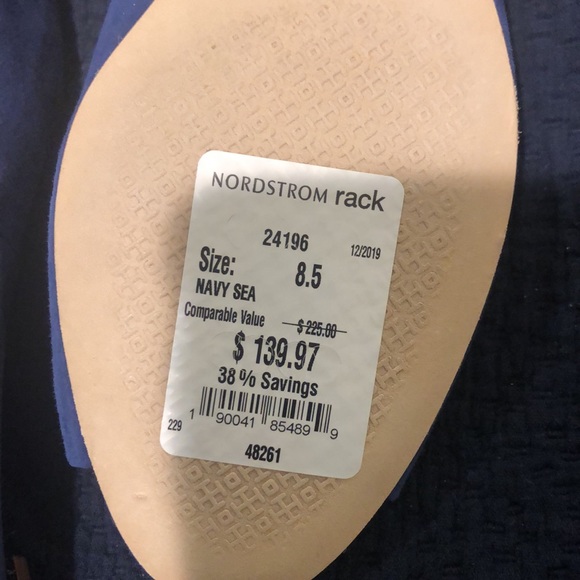 NORDSTROM rack
24196 12/2019
Size: 8.5
NAVY SEA
Comparable Value $ 225.00
$ 139.97
38% Savings
229 1 90041 85489 9
48261